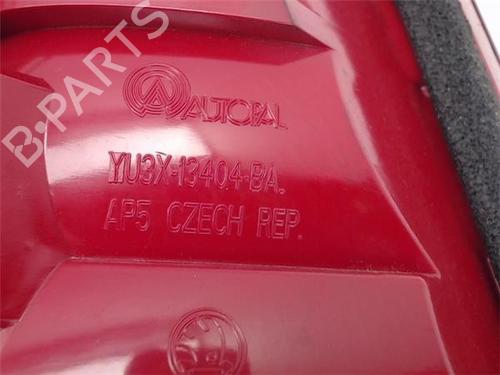 B-PARTS
AUTOPAL
YU3X-13404-BA.
AP5 CZECH REP.